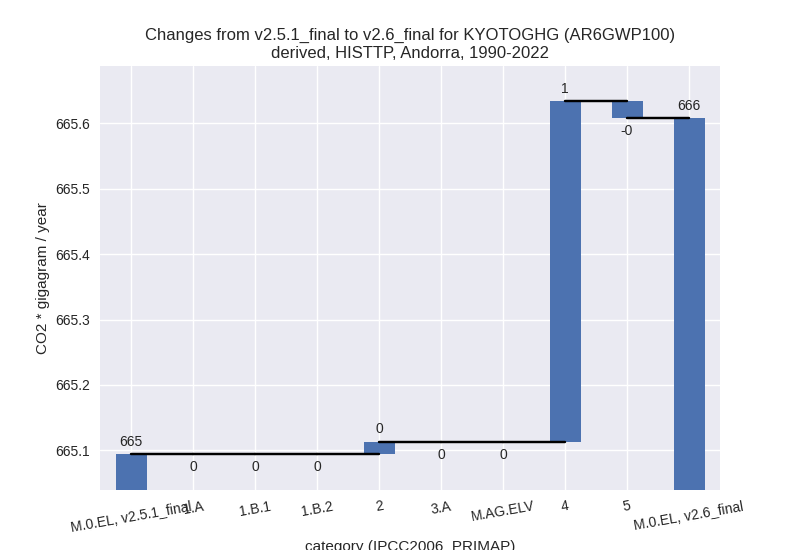 Changes from v2.5.1_final to v2.6_final for KYOTOGHG (AR6GWP100)
derived, HISTTP, Andorra, 1990-2022
CO2 * gigagram / year
665.6
665.5
665.4
665.3
665.2
665.1
665
0
0
0
0
0
0
1
-0
666
M.0.EL, v2.5.1_final
1.A
1.B.1
1.B.2
2
3.A
M.AG.ELV
4
5
M.0.EL, v2.6_final
category (IPCC2006_PRIMAP)